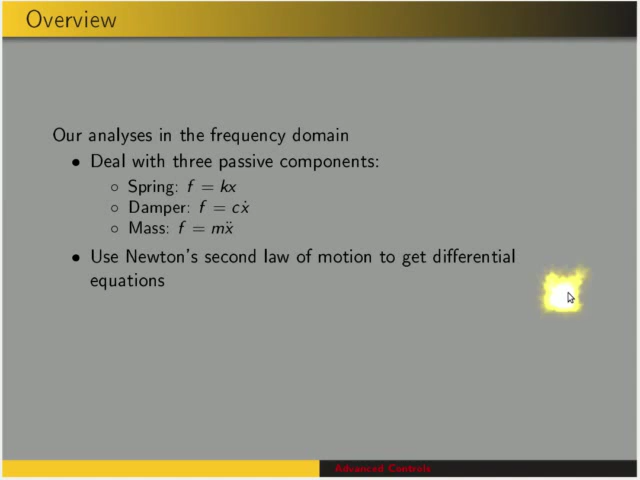 Overview
Our analyses in the frequency domain
• Deal with three passive components:
◦ Spring: f = kx
◦ Damper: f = cẋ
◦ Mass: f = mẍ
• Use Newton's second law of motion to get differential
equations
Advanced Controls